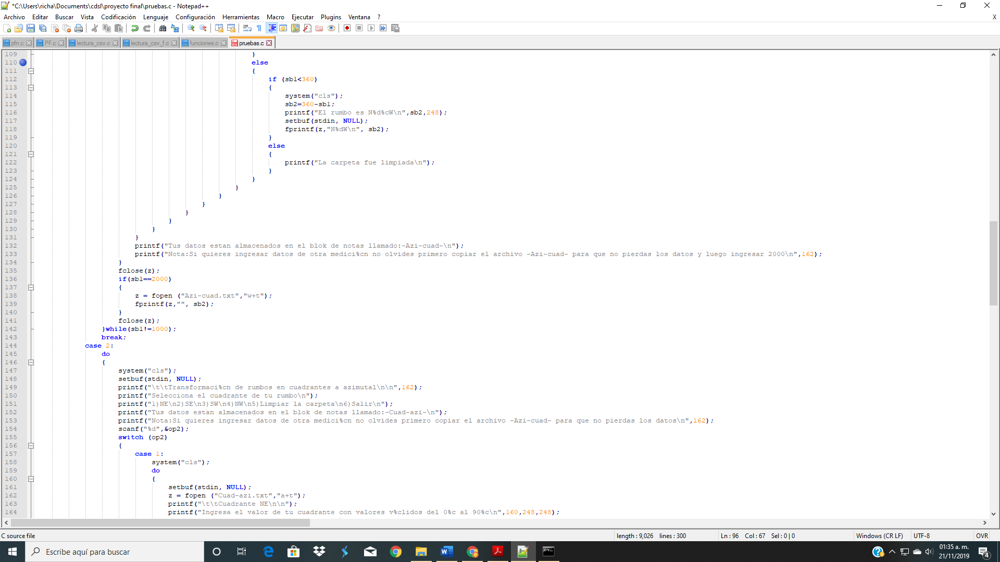 *C:\Users\richa\Documents\cdsl\proyecto final\pruebas.c - Notepad++
Archivo Editar Buscar Vista Codificación Lenguaje Configuración Herramientas Macro Ejecutar Plugins Ventana ? X
pfn.c PF.c lectura_csv.c lectura_csv_f.c funciones.c pruebas.c
109 }
110 else
111 {
112 if (sb1<360)
113 {
114 system("cls");
115 sb2=360-sb1;
116 printf("El rumbo es N%d%cW\n",sb2,248);
117 setbuf(stdin, NULL);
118 fprintf(z,"N%dW\n", sb2);
119 }
120 else
121 {
122 printf("La carpeta fue limpiada\n");
123 }
124 }
125 }
126 }
127 }
128 }
129 }
130 }
131 }
132 printf("Tus datos estan almacenados en el blok de notas llamado:-Azi-cuad-\n");
133 printf("Nota:Si quieres ingresar datos de otra medici%cn no olvides primero copiar el archivo -Azi-cuad- para que no pierdas los datos y luego ingresar 2000\n",162);
134 }
135 fclose(z);
136 if(sb1==2000)
137 {
138 z = fopen ("Azi-cuad.txt","w+t");
139 fprintf(z,"", sb2);
140 }
141 fclose(z);
142 }while(sb1!=1000);
143 break;
144 case 2:
145 do
146 {
147 system("cls");
148 setbuf(stdin, NULL);
149 printf("\t\tTransformaci%cn de rumbos en cuadrantes a azimutal\n\n",162);
150 printf("Selecciona el cuadrante de tu rumbo\n");
151 printf("1)NE\n2)SE\n3)SW\n4)NW\n5)Limpiar la carpeta\n6)Salir\n");
152 printf("Tus datos estan almacenados en el blok de notas llamado:-Cuad-azi-\n");
153 printf("Nota:Si quieres ingresar datos de otra medici%cn no olvides primero copiar el archivo -Azi-cuad- para que no pierdas los datos\n",162);
154 scanf("%d",&op2);
155 switch (op2)
156 {
157 case 1:
158 system("cls");
159 do
160 {
161 setbuf(stdin, NULL);
162 z = fopen ("Cuad-azi.txt","a+t");
163 printf("\t\tCuadrante NE\n\n");
164 printf("Ingresa el valor de tu cuadrante con valores v%clidos del 0%c al 90%c\n",160,248,248);
C source file length : 9,026 lines : 300 Ln : 96 Col : 67 Sel : 0 | 0 Windows (CR LF) UTF-8 OVR
Escribe aquí para buscar
01:35 a. m.
21/11/2019
4